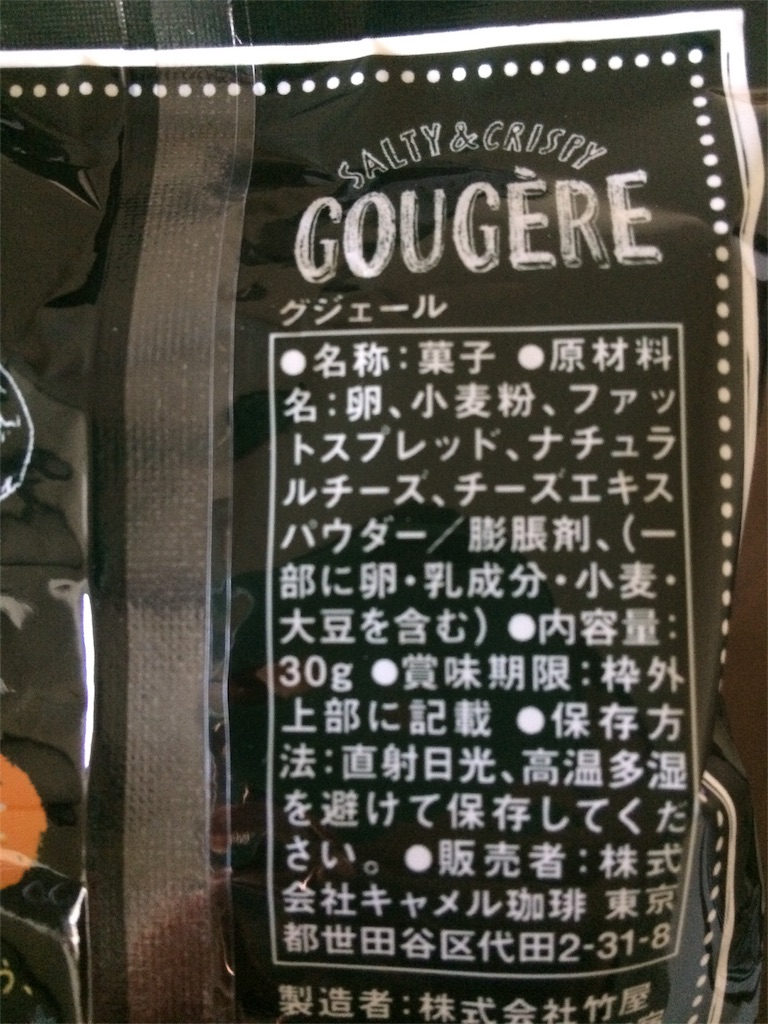 SALTY & CRISPY
GOUGÈRE
グジェール
●名称：菓子 ●原材料
名：卵、小麦粉、ファッ
トスプレッド、ナチュラ
ルチーズ、チーズエキス
パウダー／膨脹剤、（一
部に卵・乳成分・小麦・
大豆を含む）●内容量：
30g ●賞味期限：枠外
上部に記載 ●保存方
法：直射日光、高温多湿
を避けて保存してくだ
さい。●販売者：株式
会社キャメル珈琲 東京
都世田谷区代田2-31-8
製造者：株式会社竹屋